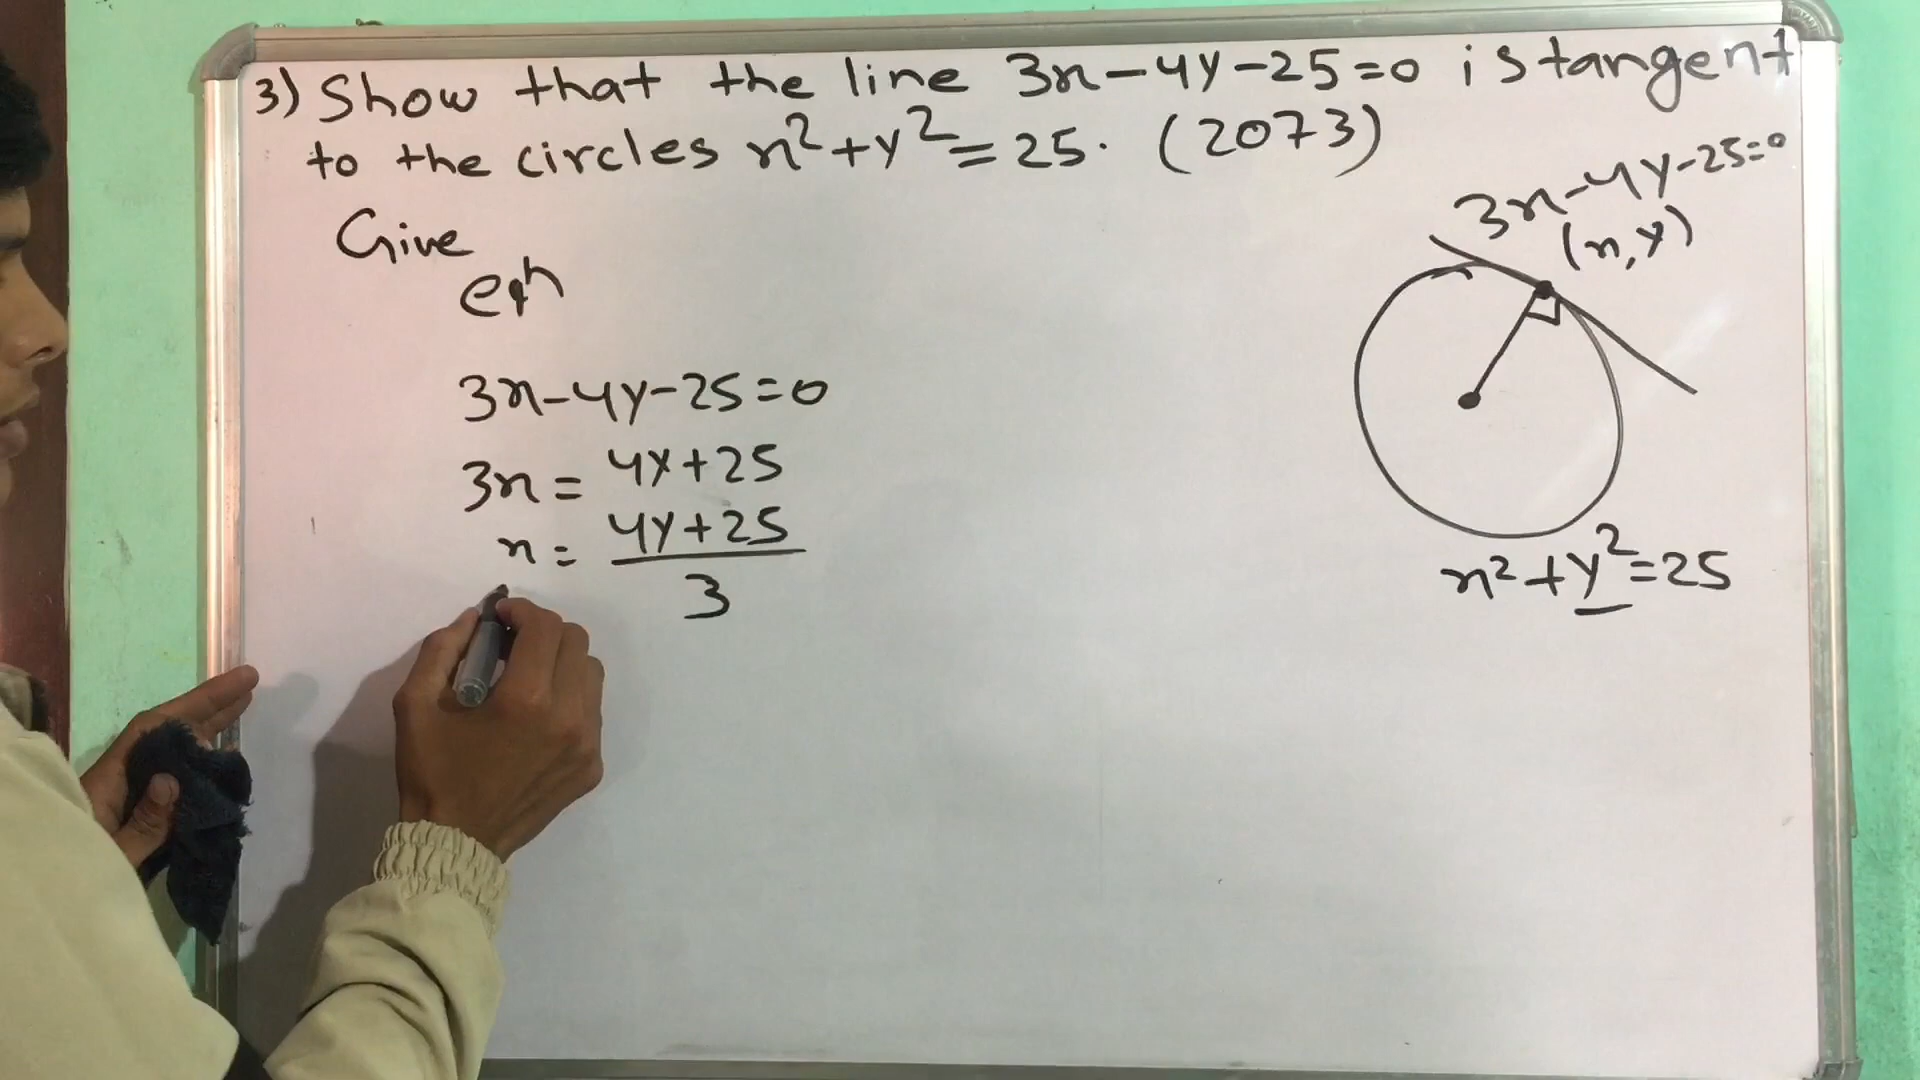 3) Show that the line 3x-4y-25=0 is tangent
to the circles x²+y²=25. (2073)
Give
eqn
3x-4y-25=0
3x = 4y+25
x = 4y+25
3
3x-4y-25=0
(x,y)
x²+y²=25